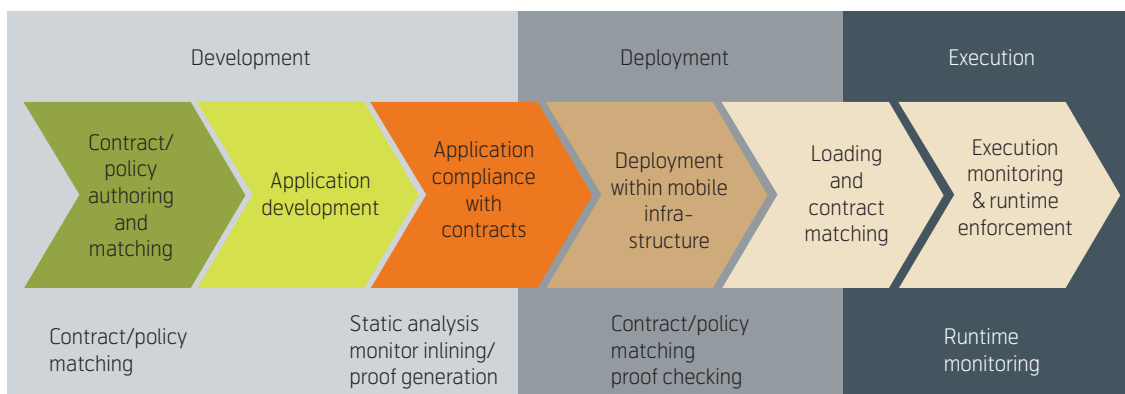 Development
Deployment
Execution
Contract/
policy
authoring
and
matching
Application
development
Application
compliance
with
contracts
Deployment
within mobile
infra-
structure
Loading
and
contract
matching
Execution
monitoring
& runtime
enforcement
Contract/policy
matching
Static analysis
monitor inlining/
proof generation
Contract/policy
matching
proof checking
Runtime
monitoring